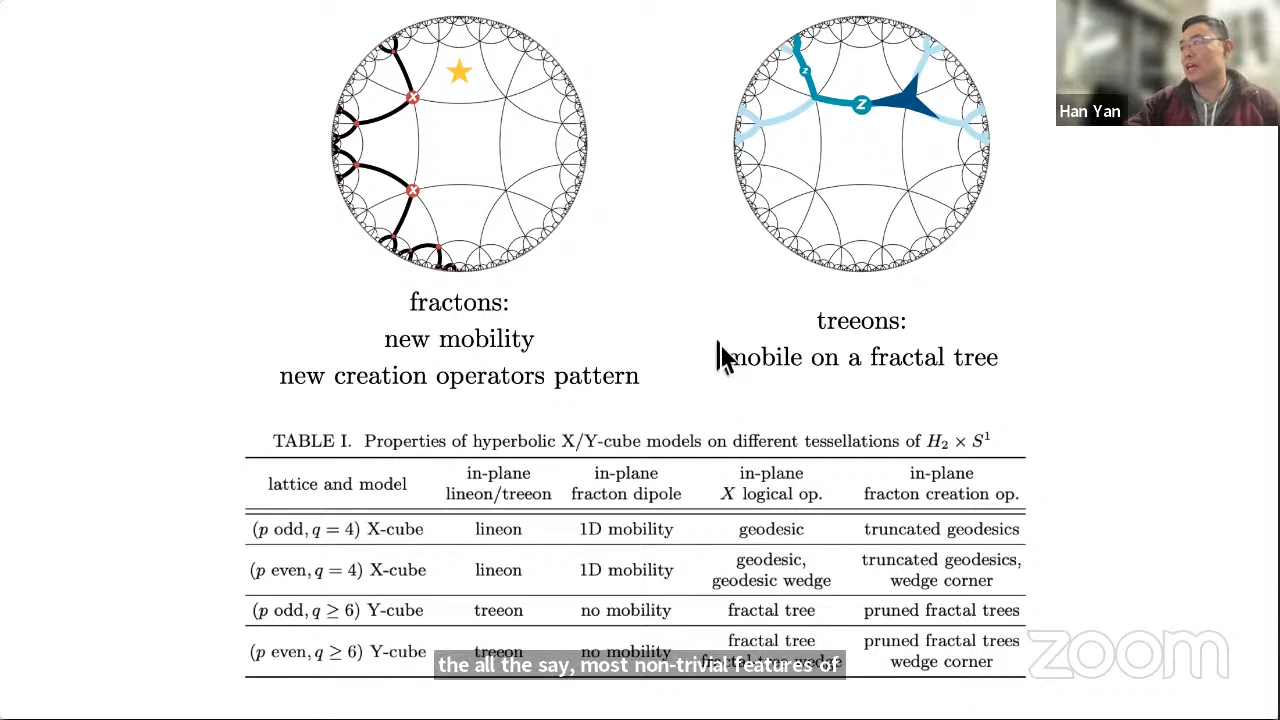 x
x
z
z
Han Yan
fractons:
new mobility
new creation operators pattern
treeons:
mobile on a fractal tree
TABLE I. Properties of hyperbolic X/Y-cube models on different tessellations of H₂ × S¹
lattice and model
in-plane
lineon/treeon
in-plane
fracton dipole
in-plane
X logical op.
in-plane
fracton creation op.
(p odd, q = 4) X-cube lineon 1D mobility geodesic truncated geodesics
(p even, q = 4) X-cube lineon 1D mobility geodesic,
geodesic wedge
truncated geodesics,
wedge corner
(p odd, q ≥ 6) Y-cube treeon no mobility fractal tree pruned fractal trees
(p even, q ≥ 6) Y-cube treeon no mobility fractal tree
pruned fractal trees
wedge corner
the all the say, most non-trivial features of
zoom